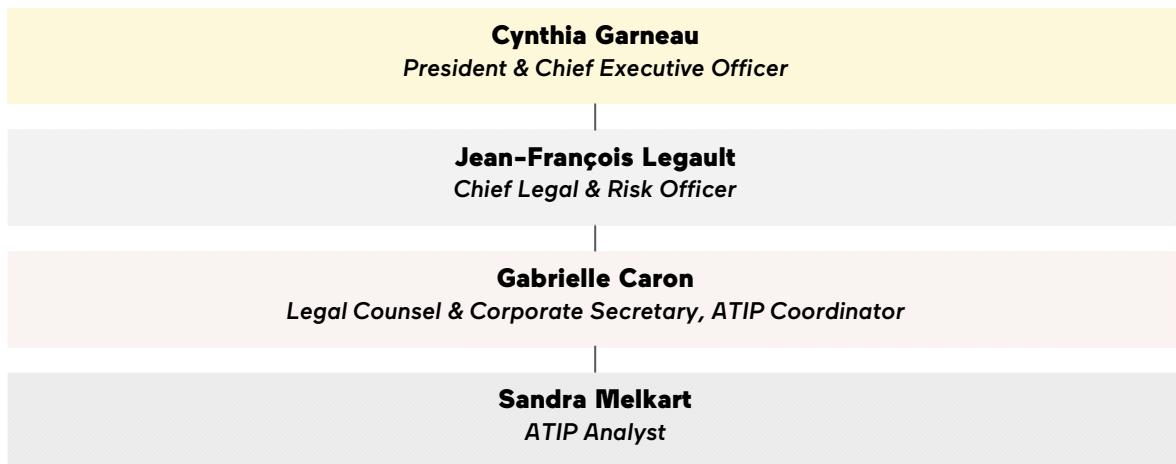 Cynthia Garneau
President & Chief Executive Officer
Jean-François Legault
Chief Legal & Risk Officer
Gabrielle Caron
Legal Counsel & Corporate Secretary, ATIP Coordinator
Sandra Melkart
ATIP Analyst